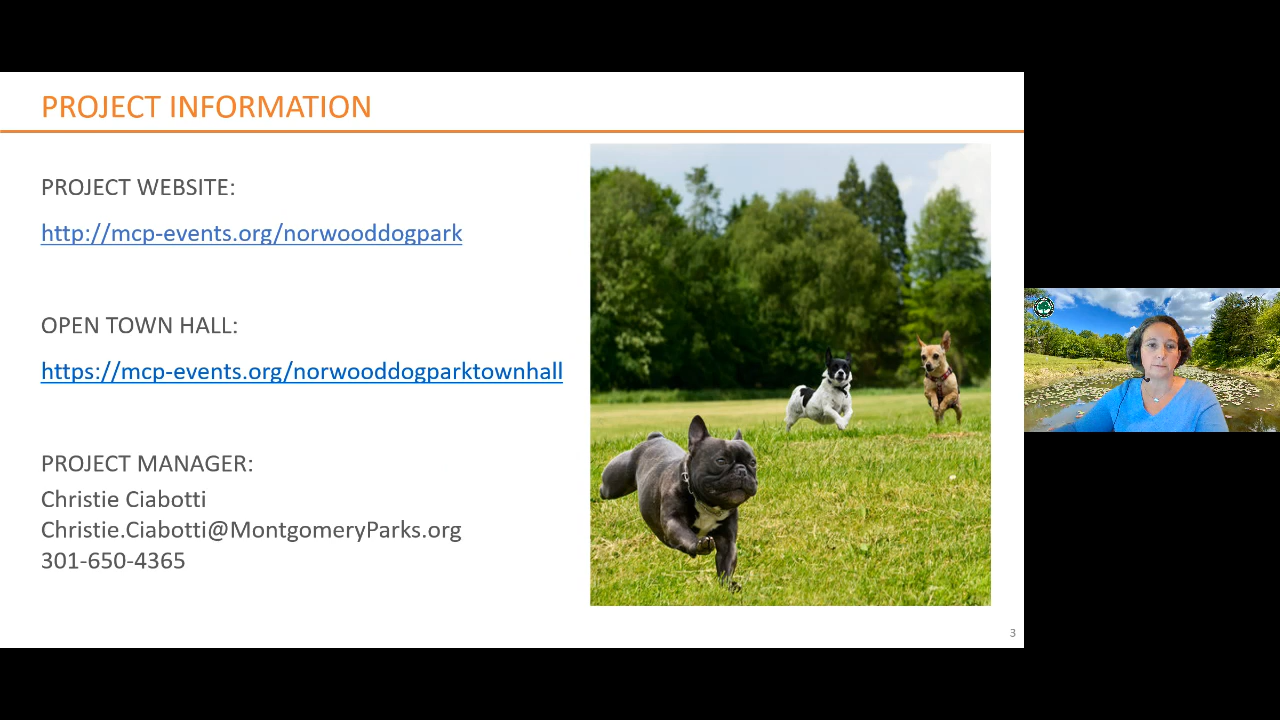 PROJECT INFORMATION
PROJECT WEBSITE:
http://mcp-events.org/norwooddogpark
OPEN TOWN HALL:
https://mcp-events.org/norwooddogparktownhall
PROJECT MANAGER:
Christie Ciabotti
Christie.Ciabotti@MontgomeryParks.org
301-650-4365
3